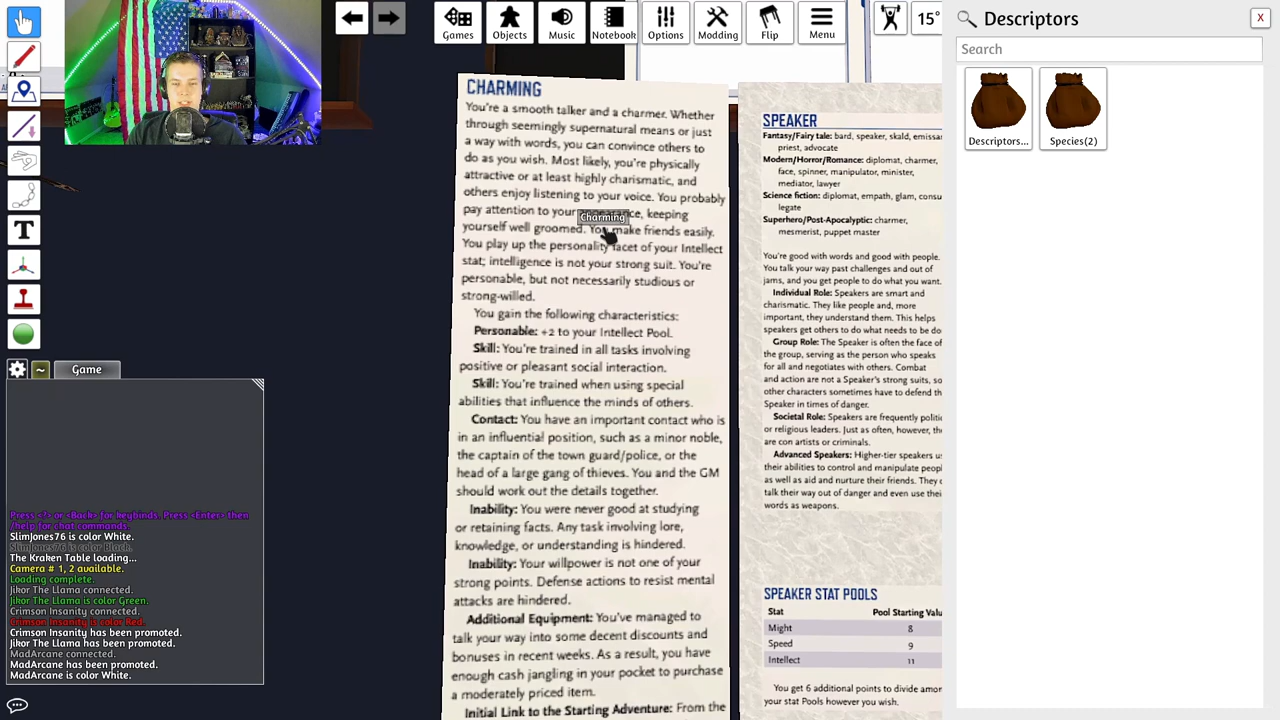 Games
Objects
Music
Notebook
Options
Modding
Flip
Menu
15°
Descriptors
X
Search
Descriptors...
Species(2)
T
~
Game
Press <?> or <Back> for keybinds. Press <Enter> then
/help for chat commands.
SlimJones76 is color White.
SlimJones76 is color Black.
The Kraken Table loading...
Camera # 1, 2 available.
Loading complete.
Jikor The Llama connected.
Jikor The Llama is color Green.
Crimson Insanity connected.
Crimson Insanity is color Red.
Crimson Insanity has been promoted.
Jikor The Llama has been promoted.
MadArcane connected.
MadArcane has been promoted.
MadArcane is color White.
CHARMING
You're a smooth talker and a charmer. Whether
through seemingly supernatural means or just
a way with words, you can convince others to
do as you wish. Most likely, you're physically
attractive or at least highly charismatic, and
others enjoy listening to your voice. You probably
pay attention to your keeping
Charming
yourself well groomed. You make friends easily.
You play up the personality facet of your Intellect
stat; intelligence is not your strong suit. You're
personable, but not necessarily studious or
strong-willed.
You gain the following characteristics:
Personable: +2 to your Intellect Pool.
Skill: You're trained in all tasks involving
positive or pleasant social interaction.
Skill: You're trained when using special
abilities that influence the minds of others.
Contact: You have an important contact who is
in an influential position, such as a minor noble,
the captain of the town guard/police, or the
head of a large gang of thieves. You and the GM
should work out the details together.
Inability: You were never good at studying
or retaining facts. Any task involving lore,
knowledge, or understanding is hindered.
Inability: Your willpower is not one of your
strong points. Defense actions to resist mental
attacks are hindered.
Additional Equipment: You've managed to
talk your way into some decent discounts and
bonuses in recent weeks. As a result, you have
enough cash jangling in your pocket to purchase
a moderately priced item.
Initial Link to the Starting Adventure: From the
SPEAKER
Fantasy/Fairy tale: bard, speaker, skald, emissar
priest, advocate
Modern/Horror/Romance: diplomat, charmer,
face, spinner, manipulator, minister,
mediator, lawyer
Science fiction: diplomat, empath, glam, consu
legate
Superhero/Post-Apocalyptic: charmer,
mesmerist, puppet master
You're good with words and good with people.
You talk your way past challenges and out of
jams, and you get people to do what you want.
Individual Role: Speakers are smart and
charismatic. They like people and, more
important, they understand them. This helps
speakers get others to do what needs to be do
Group Role: The Speaker is often the face of
the group, serving as the person who speaks
for all and negotiates with others. Combat
and action are not a Speaker's strong suits, so
other characters sometimes have to defend th
Speaker in times of danger.
Societal Role: Speakers are frequently politic
or religious leaders. Just as often, however, the
are con artists or criminals.
Advanced Speakers: Higher-tier speakers us
their abilities to control and manipulate peopl
as well as aid and nurture their friends. They c
talk their way out of danger and even use thei
words as weapons.
SPEAKER STAT POOLS
Stat Pool Starting Valu
Might 8
Speed 9
Intellect 11
You get 6 additional points to divide amon
your stat Pools however you wish.